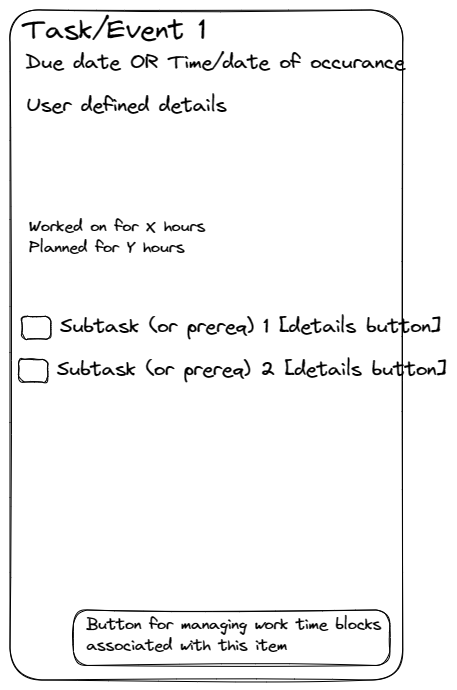 Task/Event 1
Due date OR Time/date of occurance
User defined details
Worked on for X hours
Planned for Y hours
Subtask (or prereq) 1 [details button]
Subtask (or prereq) 2 [details button]
Button for managing work time blocks
associated with this item